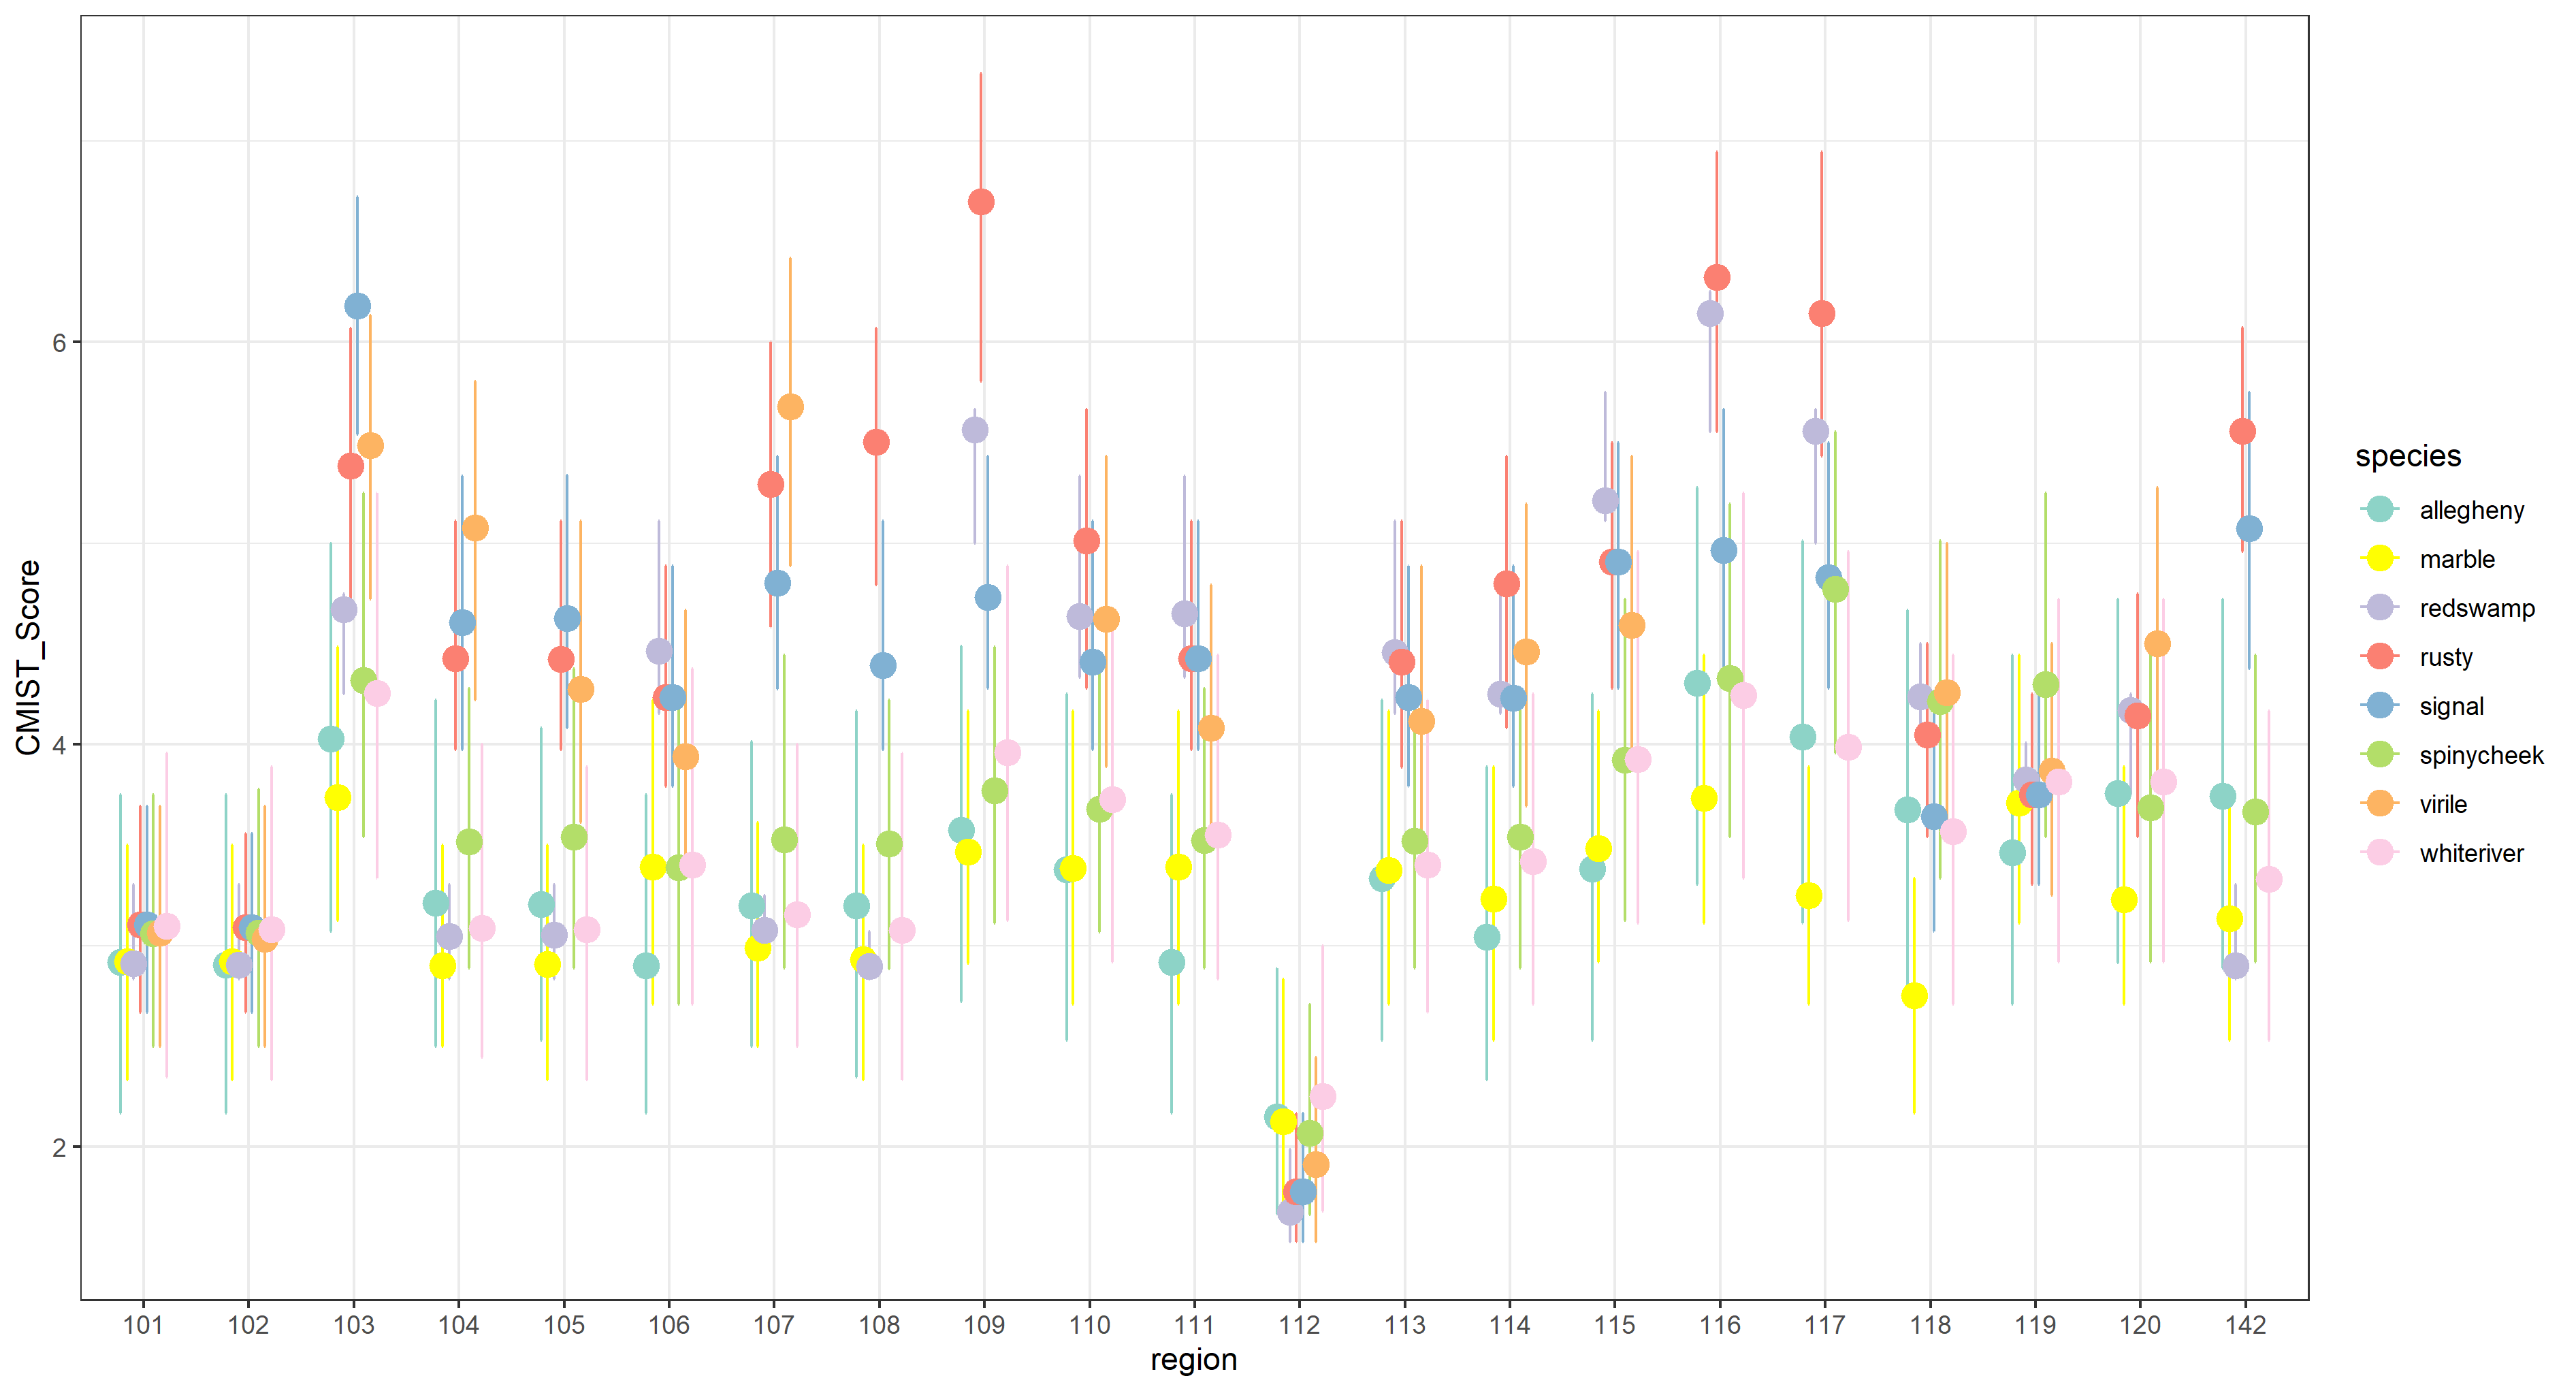 CMIST_Score
6
4
2
101 102 103 104 105 106 107 108 109 110 111 112 113 114 115 116 117 118 119 120 142
region
species
allegheny
marble
redswamp
rusty
signal
spinycheek
virile
whiteriver